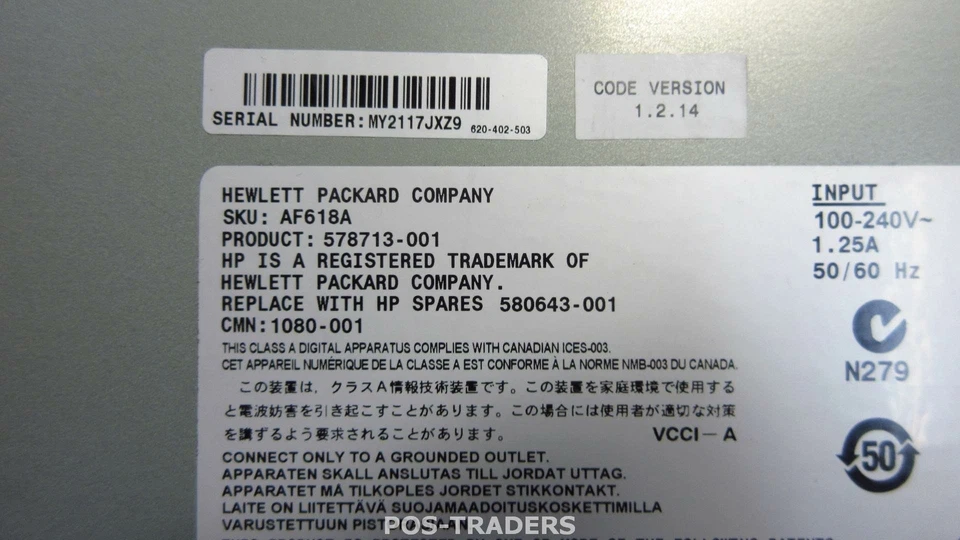 SERIAL NUMBER: MY2117JXZ9 620-402-503
CODE VERSION
1.2.14
HEWLETT PACKARD COMPANY
SKU: AF618A
PRODUCT: 578713-001
HP IS A REGISTERED TRADEMARK OF
HEWLETT PACKARD COMPANY.
REPLACE WITH HP SPARES 580643-001
CMN:1080-001
THIS CLASS A DIGITAL APPARATUS COMPLIES WITH CANADIAN ICES-003.
CET APPAREIL NUMÉRIQUE DE LA CLASSE A EST CONFORME À LA NORME NMB-003 DU CANADA.
この装置は、クラスA情報技術装置です。この装置を家庭環境で使用する
と電波妨害を引き起こすことがあります。この場合には使用者が適切な対策
を講ずるよう要求されることがあります。 VCCI-A
CONNECT ONLY TO A GROUNDED OUTLET.
APPARATEN SKALL ANSLUTAS TILL JORDAT UTTAG.
APPARATET MÅ TILKOPLES JORDET STIKKONTAKT.
LAITE ON LIITETTÄVÄ SUOJAMAADOITUSKOSKETTIMILLA
VARUSTETTUUN
INPUT
100-240V~
1.25A
50/60 Hz
N279
50
POS-TRADERS